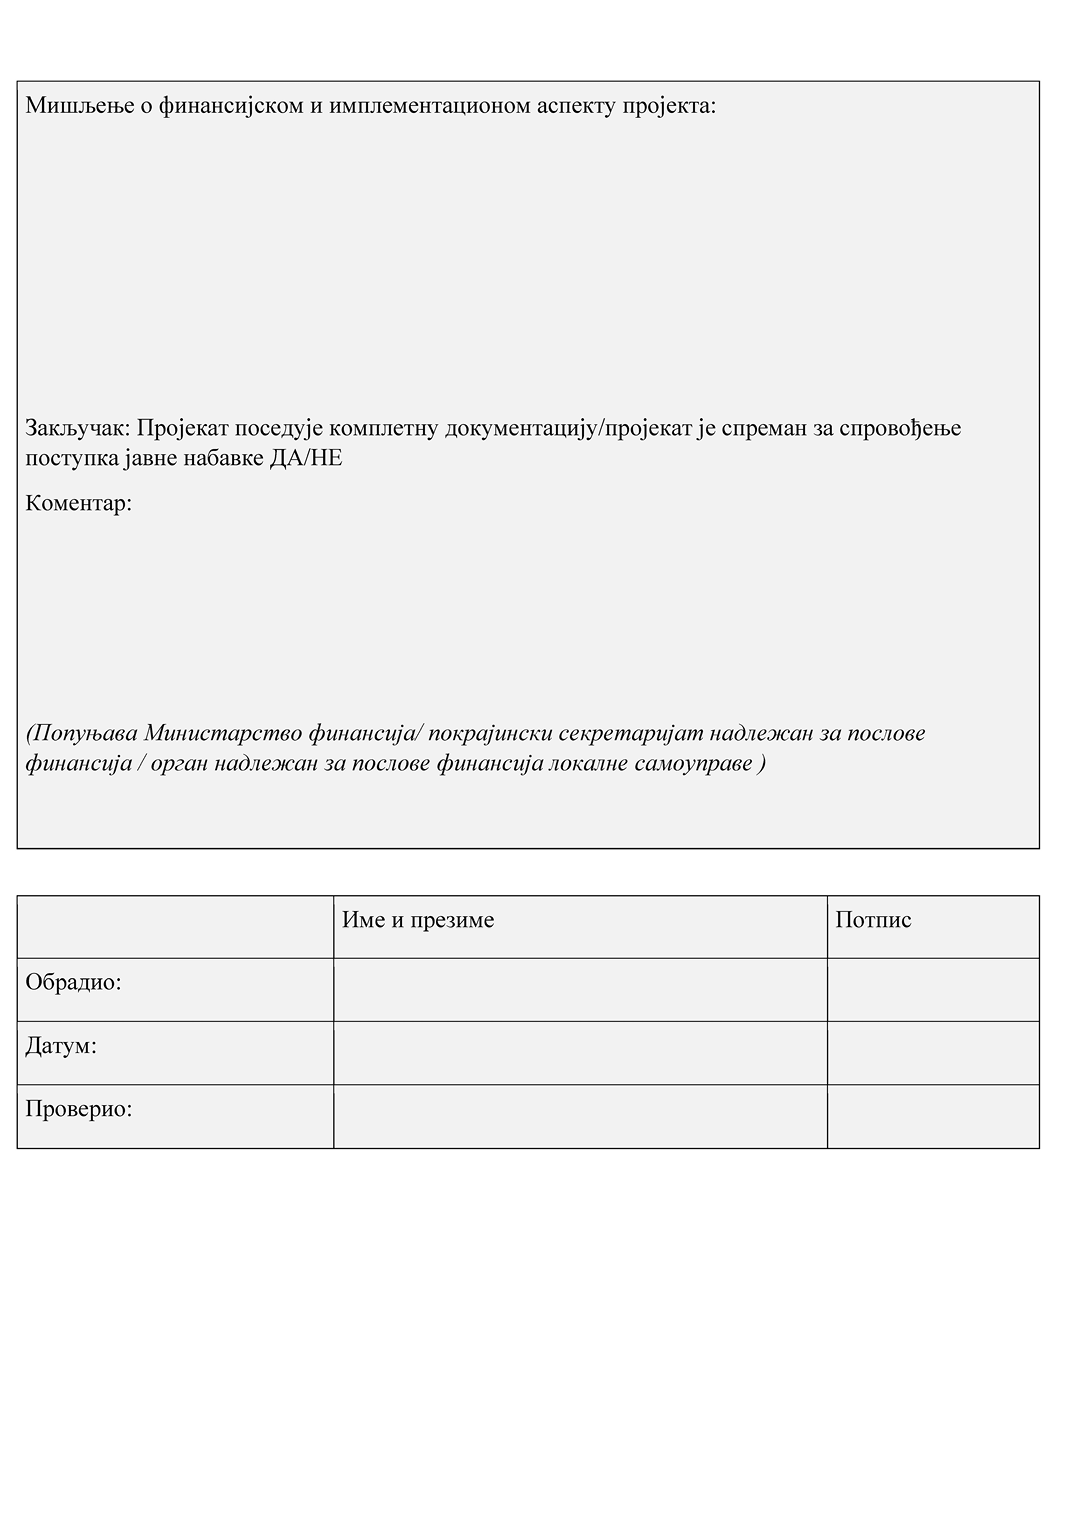 Мишљење о финансијском и имплементационом аспекту пројекта:
Закључак: Пројекат поседује комплетну документацију/пројекат је спреман за спровођење
поступка јавне набавке ДА/НЕ
Коментар:
(Попуњава Министарство финансија/ покрајински секретаријат надлежан за послове
финансија / орган надлежан за послове финансија локалне самоуправе )
Име и презиме Потпис
Обрадио:
Датум:
Проверио: